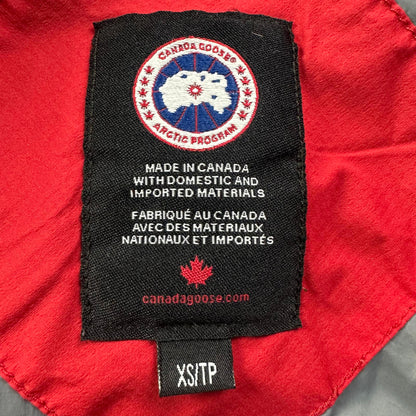 CANADA GOOSE®
ARCTIC PROGRAM
MADE IN CANADA
WITH DOMESTIC AND
IMPORTED MATERIALS
FABRIQUÉ AU CANADA
AVEC DES MATERIAUX
NATIONAUX ET IMPORTÉS
canadagoose.com
XS/TP